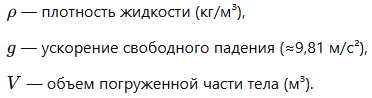 ρ — плотность жидкости (кг/м³),
g — ускорение свободного падения (≈9,81 м/с²),
V — объем погруженной части тела (м³).